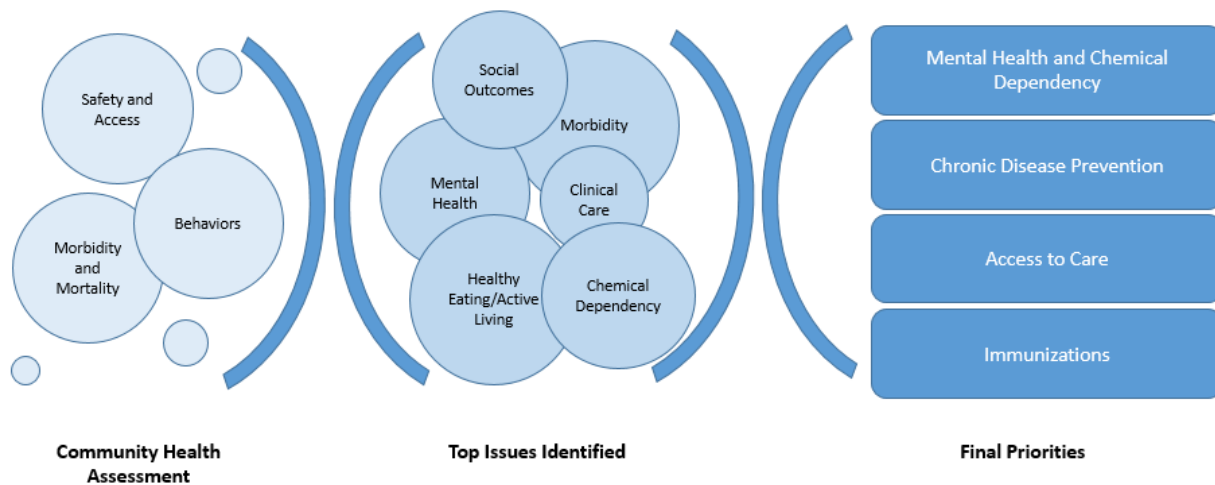 Safety and
Access
Behaviors
Morbidity
and
Mortality
Community Health
Assessment
Social
Outcomes
Morbidity
Mental
Health
Clinical
Care
Healthy
Eating/Active
Living
Chemical
Dependency
Top Issues Identified
Mental Health and Chemical
Dependency
Chronic Disease Prevention
Access to Care
Immunizations
Final Priorities